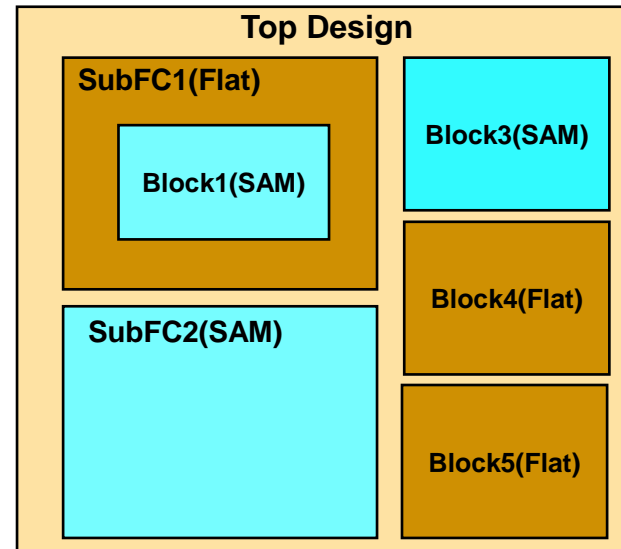 Top Design
SubFC1(Flat)
Block1(SAM)
SubFC2(SAM)
Block3(SAM)
Block4(Flat)
Block5(Flat)